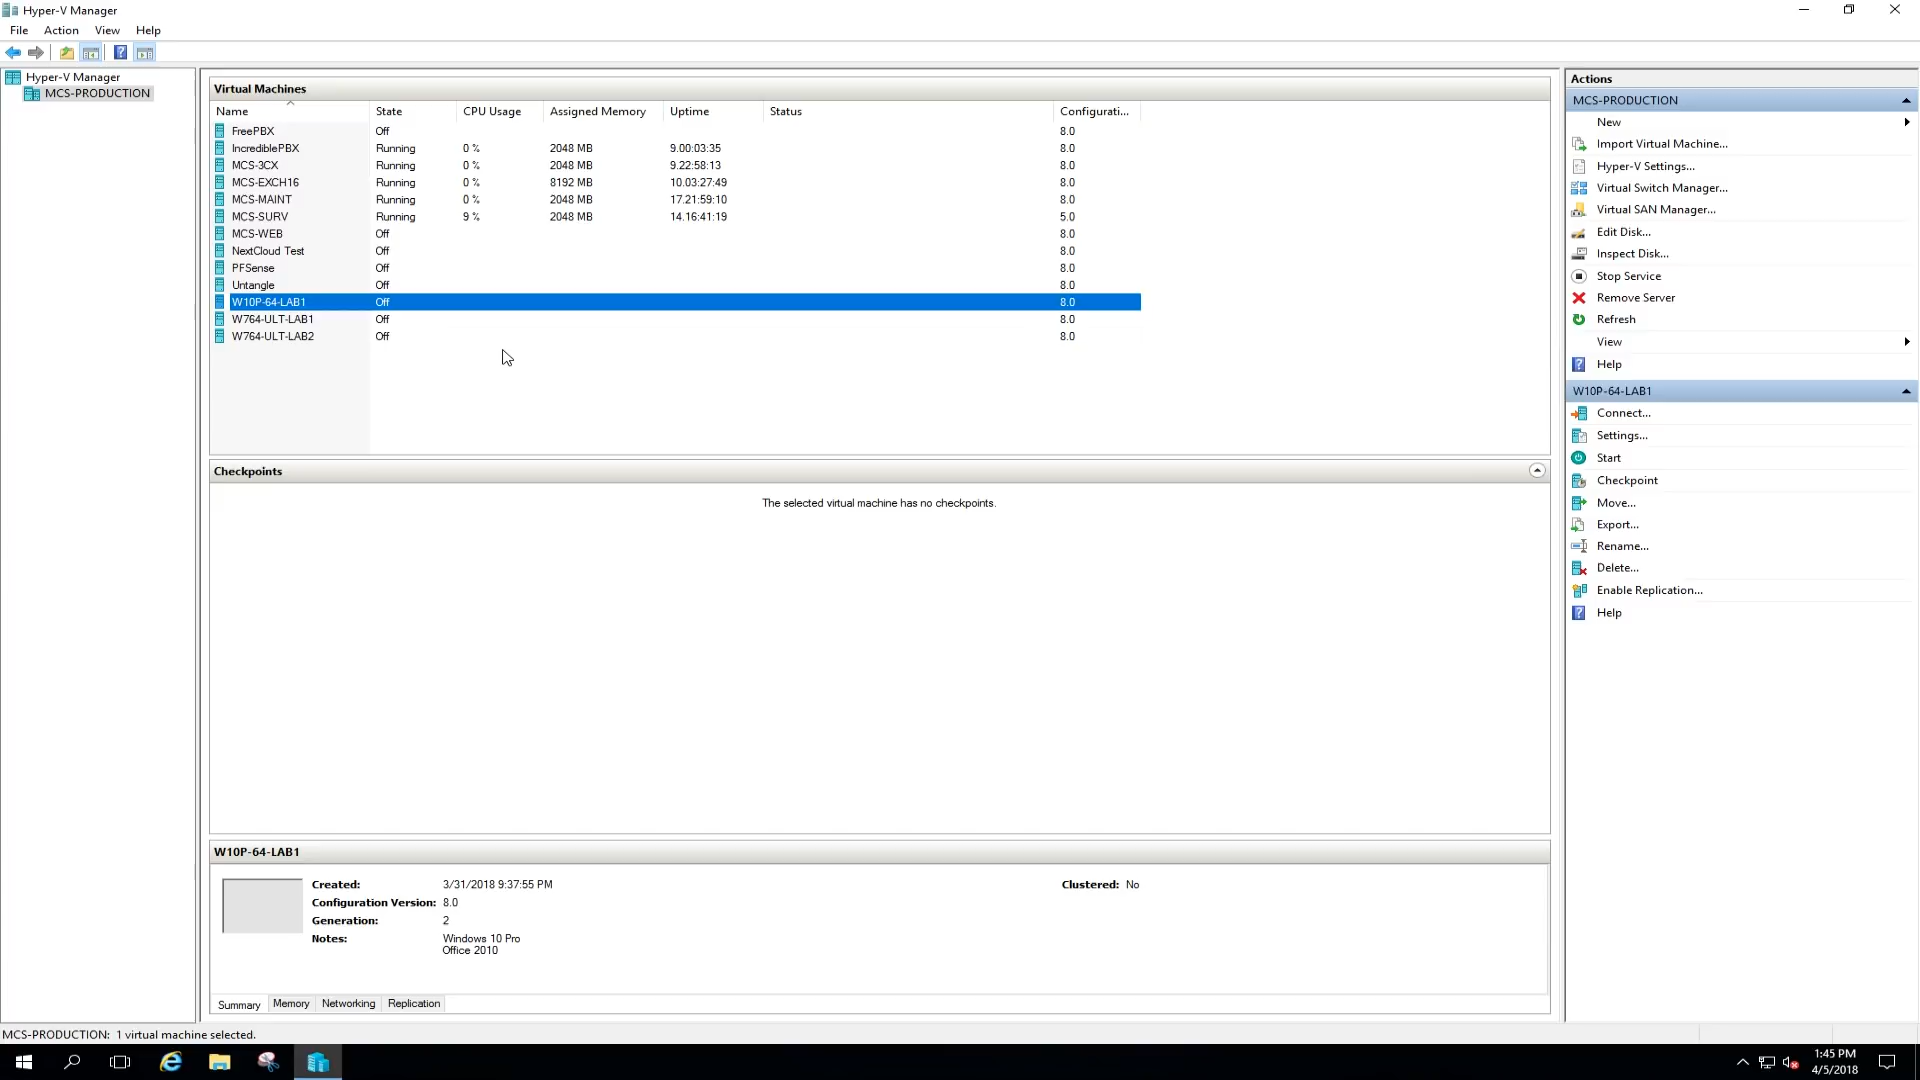 Hyper-V Manager
File Action View Help
Hyper-V Manager
MCS-PRODUCTION
Virtual Machines
Name State CPU Usage Assigned Memory Uptime Status Configurati...
FreePBX Off 8.0
IncrediblePBX Running 0 % 2048 MB 9.00:03:35 8.0
MCS-3CX Running 0 % 2048 MB 9.22:58:13 8.0
MCS-EXCH16 Running 0 % 8192 MB 10.03:27:49 8.0
MCS-MAINT Running 0 % 2048 MB 17.21:59:10 8.0
MCS-SURV Running 9 % 2048 MB 14.16:41:19 5.0
MCS-WEB Off 8.0
NextCloud Test Off 8.0
PFSense Off 8.0
Untangle Off 8.0
W10P-64-LAB1 Off 8.0
W764-ULT-LAB1 Off 8.0
W764-ULT-LAB2 Off 8.0
Checkpoints
The selected virtual machine has no checkpoints.
W10P-64-LAB1
Created: 3/31/2018 9:37:55 PM Clustered: No
Configuration Version: 8.0
Generation: 2
Notes: Windows 10 Pro
Office 2010
Summary Memory Networking Replication
Actions
MCS-PRODUCTION
New
Import Virtual Machine...
Hyper-V Settings...
Virtual Switch Manager...
Virtual SAN Manager...
Edit Disk...
Inspect Disk...
Stop Service
Remove Server
Refresh
View
Help
W10P-64-LAB1
Connect...
Settings...
Start
Checkpoint
Move...
Export...
Rename...
Delete...
Enable Replication...
Help
MCS-PRODUCTION: 1 virtual machine selected.
1:45 PM
4/5/2018